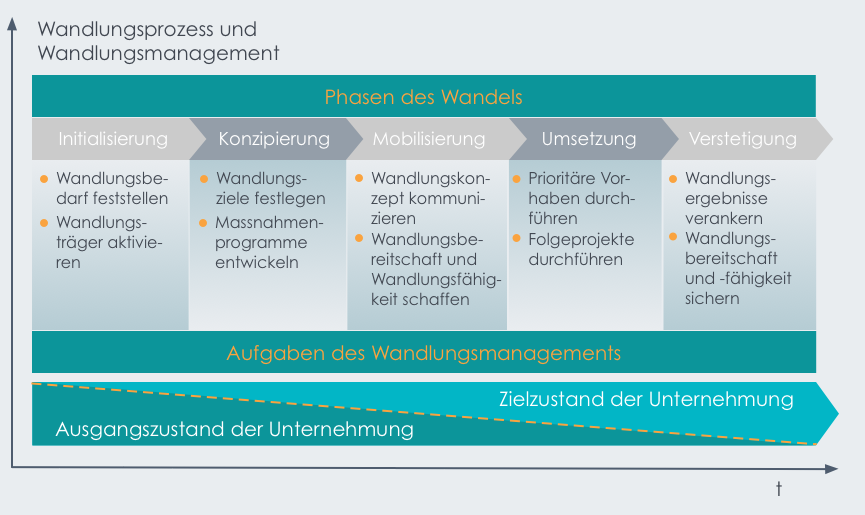 Wandlungsprozess und
Wandlungsmanagement
Phasen des Wandels
Initialisierung
Konzipierung
Mobilisierung
Umsetzung
Verstetigung
Wandlungsbe-
darf feststellen
Wandlungs-
träger aktivie-
ren
Wandlungs-
ziele festlegen
Massnahmen-
programme
entwickeln
Wandlungskon-
zept kommuni-
zieren
Wandlungsbe-
reitschaft und
Wandlungsfähig-
keit schaffen
Prioritäre Vor-
haben durch-
führen
Folgeprojekte
durchführen
Wandlungs-
ergebnisse
verankern
Wandlungs-
bereitschaft
und -fähigkeit
sichern
Aufgaben des Wandlungsmanagements
Zielzustand der Unternehmung
Ausgangszustand der Unternehmung
t